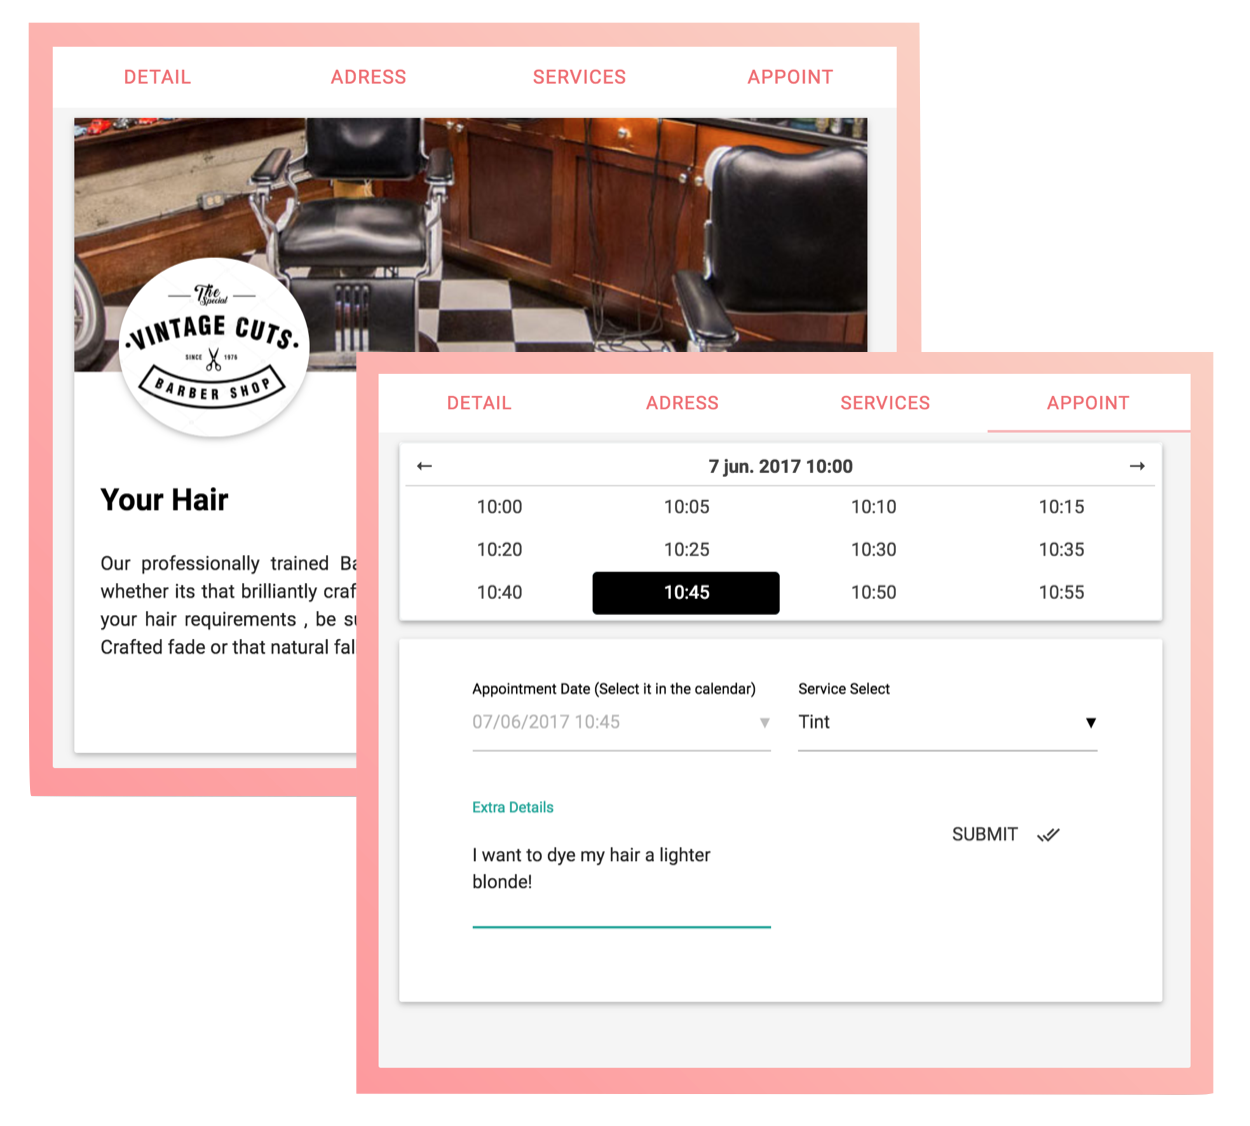 DETAIL ADRESS SERVICES APPOINT
The
Special
VINTAGE CUTS
SINCE 1976
BARBER SHOP
Your Hair
Our professionally trained Ba
whether its that brilliantly craf
your hair requirements , be su
Crafted fade or that natural fal
DETAIL ADRESS SERVICES APPOINT
← 7 jun. 2017 10:00 →
10:00 10:05 10:10 10:15
10:20 10:25 10:30 10:35
10:40 10:45 10:50 10:55
Appointment Date (Select it in the calendar) Service Select
07/06/2017 10:45 Tint
Extra Details
SUBMIT
I want to dye my hair a lighter
blonde!